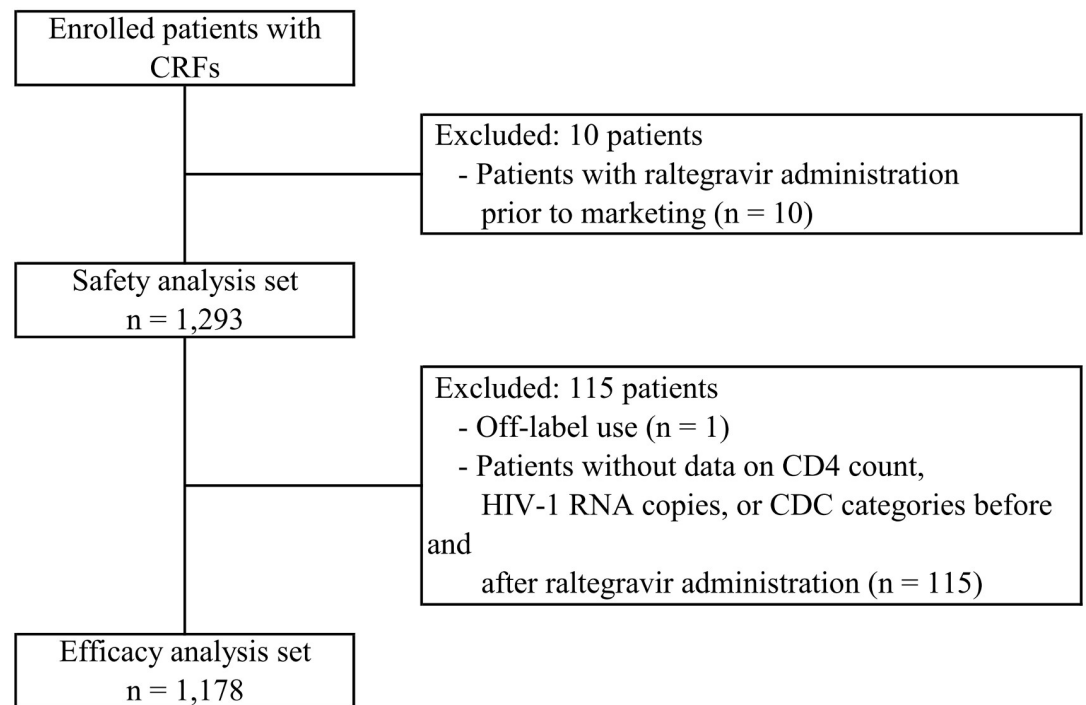 Enrolled patients with
CRFs
Excluded: 10 patients
- Patients with raltegravir administration
prior to marketing (n = 10)
Safety analysis set
n = 1,293
Excluded: 115 patients
- Off-label use (n = 1)
- Patients without data on CD4 count,
HIV-1 RNA copies, or CDC categories before
and
after raltegravir administration (n = 115)
Efficacy analysis set
n = 1,178